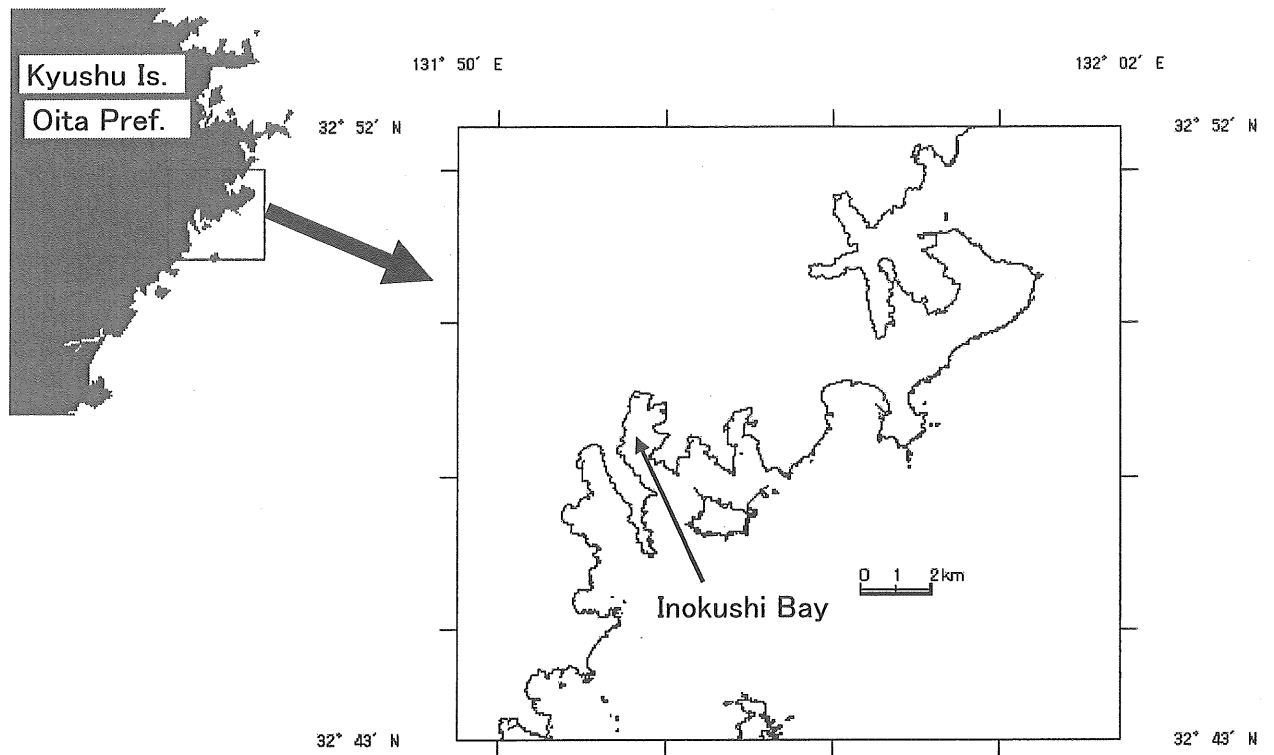 Kyushu Is.
Oita Pref.
131° 50′ E
132° 02′ E
32° 52′ N
32° 52′ N
0 1 2km
Inokushi Bay
32° 43′ N
32° 43′ N